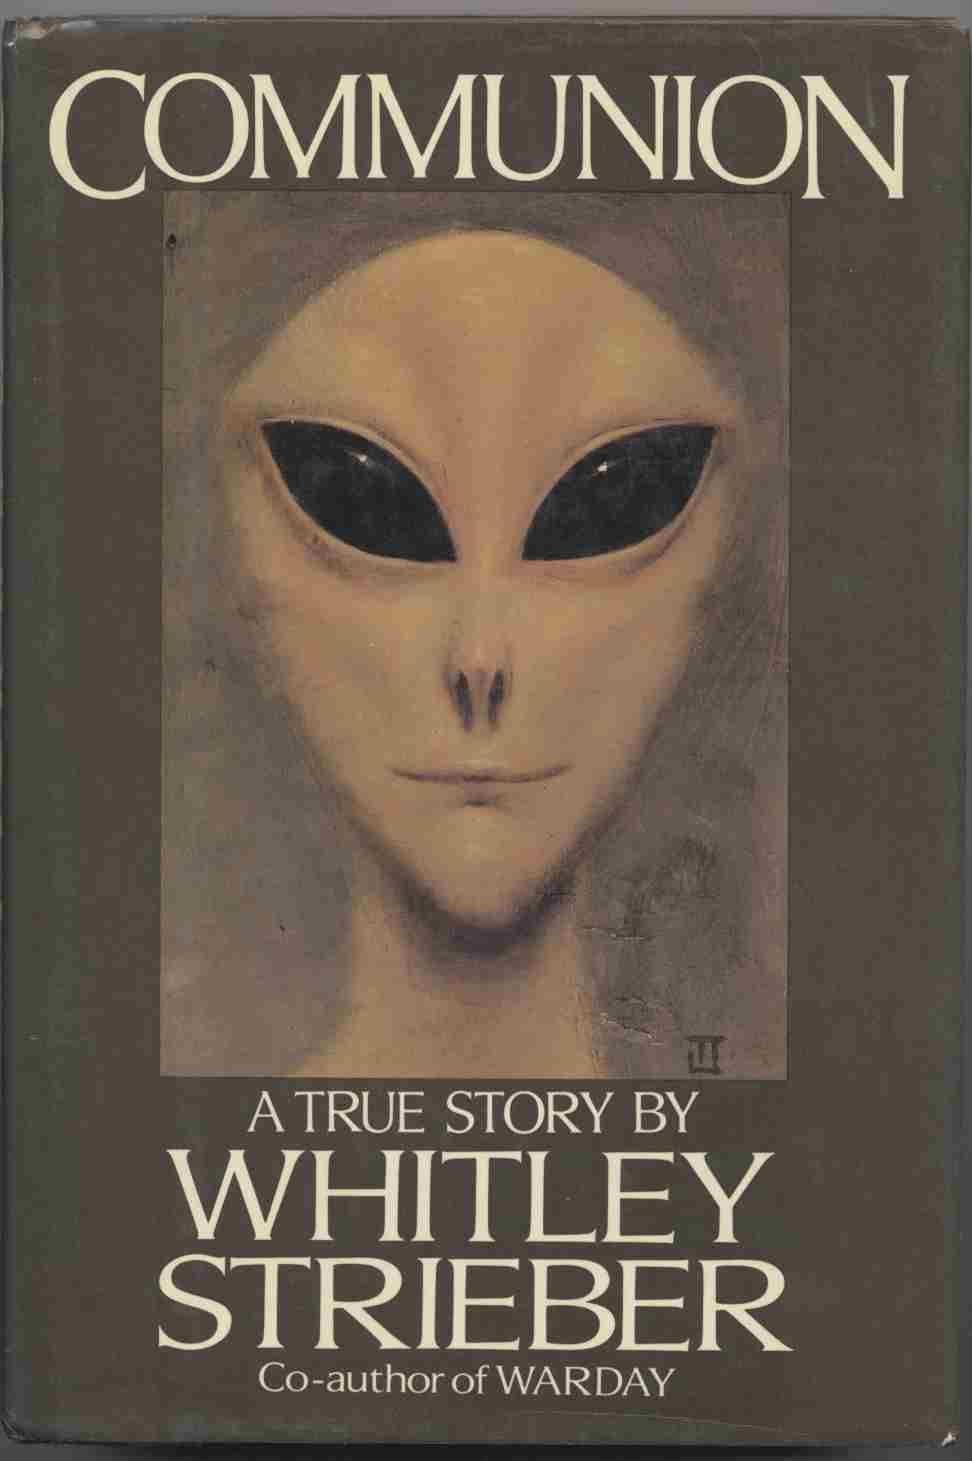 COMMUNION
A TRUE STORY BY
WHITLEY
STRIEBER
Co-author of WARDAY